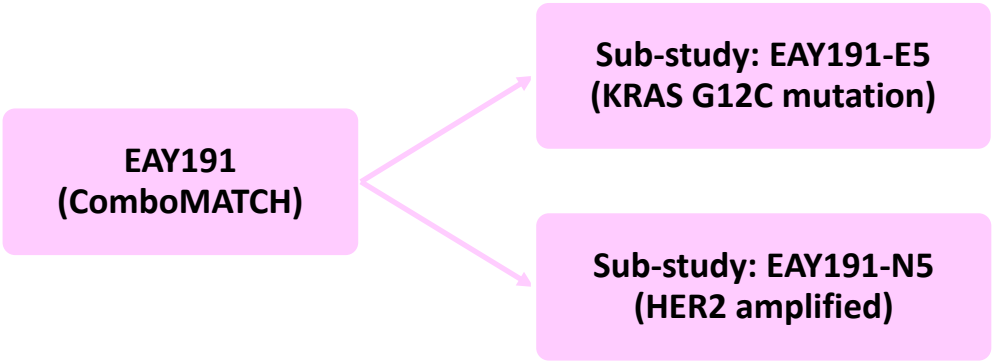 EAY191
(ComboMATCH)
Sub-study: EAY191-E5
(KRAS G12C mutation)
Sub-study: EAY191-N5
(HER2 amplified)